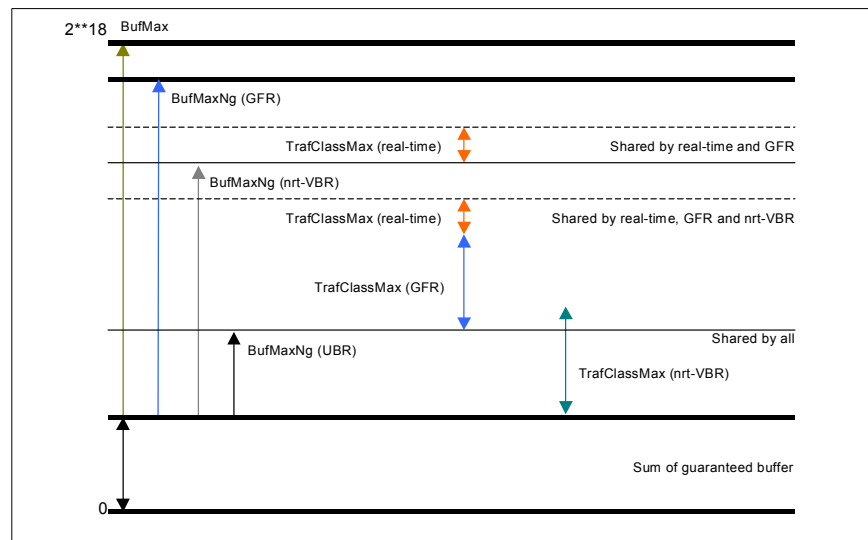 2**18 BufMax
BufMaxNg (GFR)
TrafClassMax (real-time) Shared by real-time and GFR
BufMaxNg (nrt-VBR)
TrafClassMax (real-time) Shared by real-time, GFR and nrt-VBR
TrafClassMax (GFR)
Shared by all
BufMaxNg (UBR)
TrafClassMax (nrt-VBR)
Sum of guaranteed buffer
0